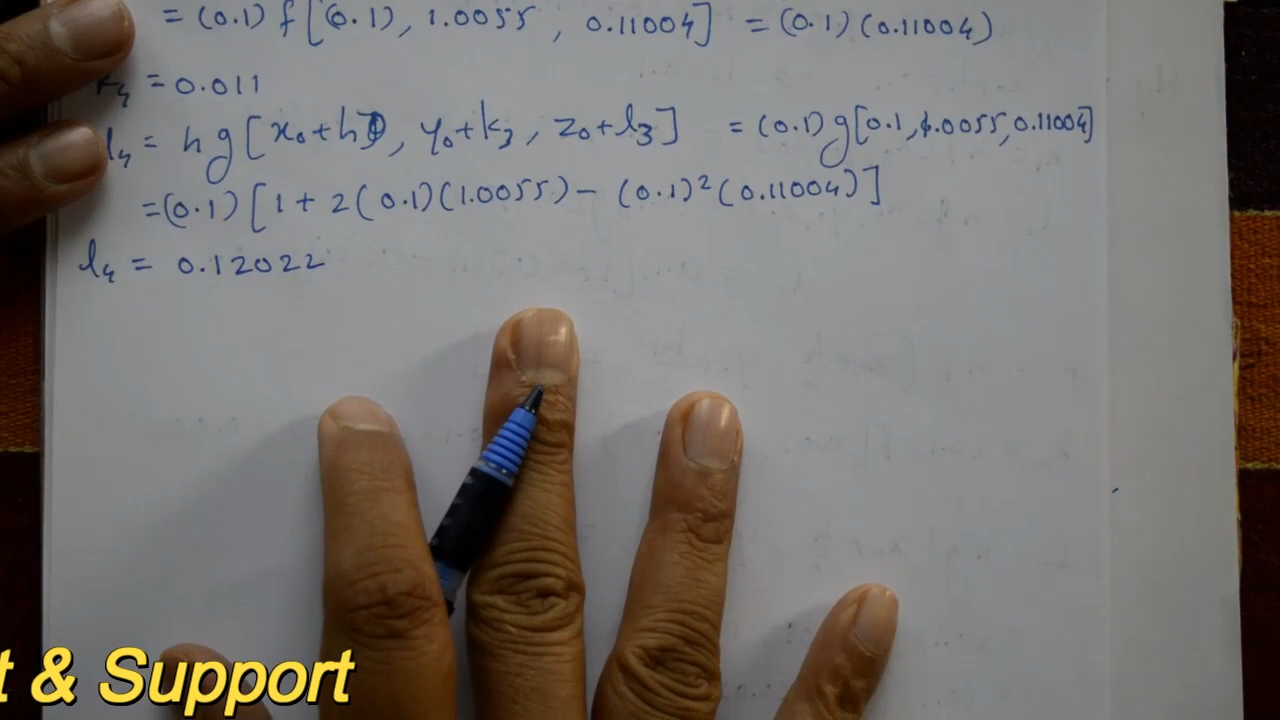 = (0.1) f[(0.1), 1.0055, 0.11004] = (0.1)(0.11004)
k₄ = 0.011
l₄ = hg[x₀+h, y₀+k₃, z₀+l₃] = (0.1)g[0.1, 1.0055, 0.11004]
=(0.1)[1+2(0.1)(1.0055) - (0.1)²(0.11004)]
l₄ = 0.12022
t & Support